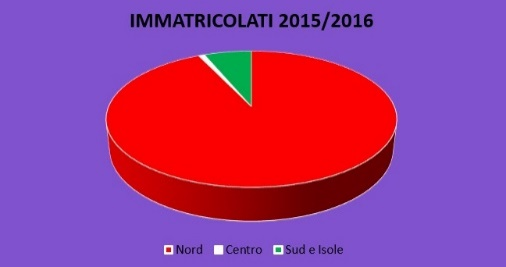 IMMATRICOLATI 2015/2016
Nord Centro Sud e Isole